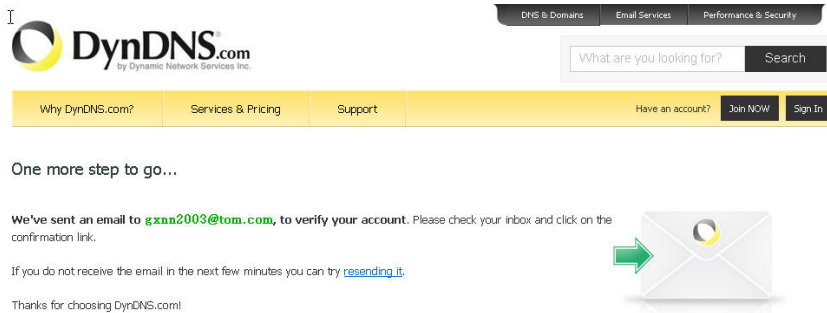 DNS & Domains Email Services Performance & Security
DynDNS.com
by Dynamic Network Services Inc.
What are you looking for? Search
Why DynDNS.com? Services & Pricing Support Have an account? Join NOW Sign In
One more step to go...
We've sent an email to gxnn2003@tom.com, to verify your account. Please check your inbox and click on the
confirmation link.
If you do not receive the email in the next few minutes you can try resending it.
Thanks for choosing DynDNS.com!